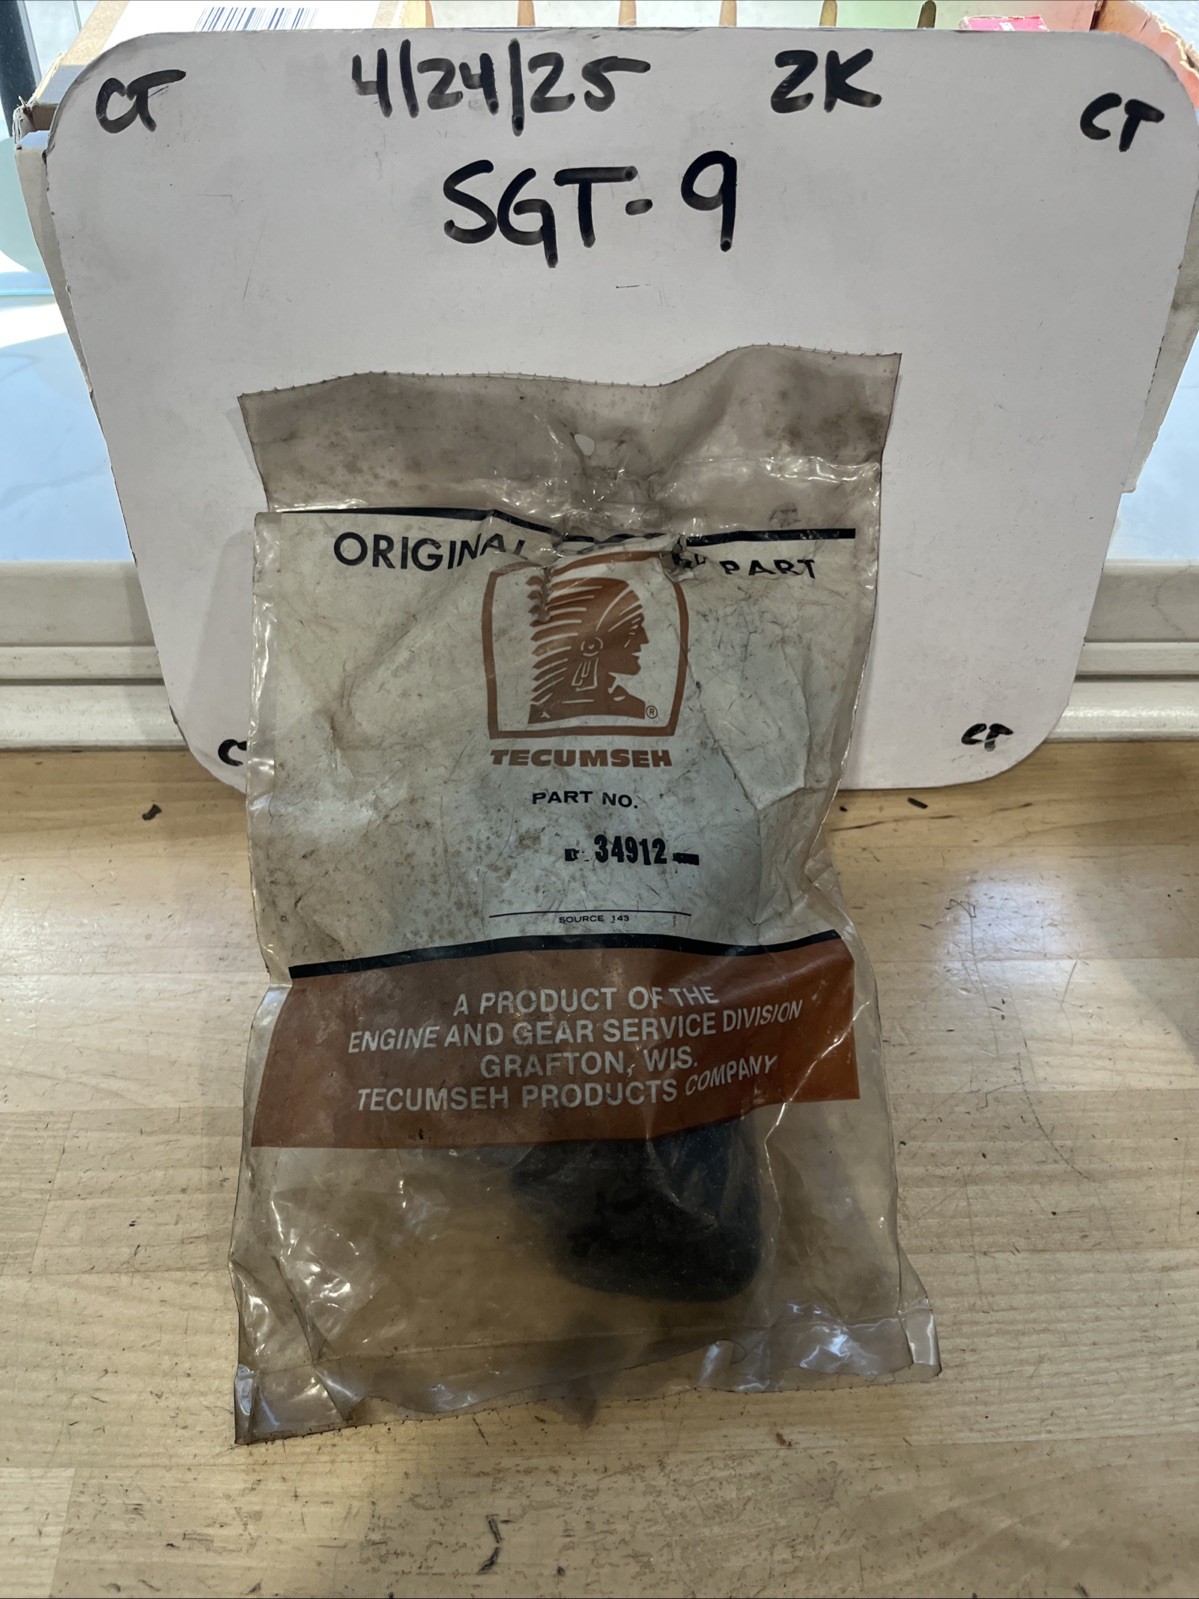 CT 4/24/25 2K CT
SGT-9
ORIGINAL PART
®
TECUMSEH
PART NO.
34912
SOURCE 143
A PRODUCT OF THE
ENGINE AND GEAR SERVICE DIVISION
GRAFTON, WIS.
TECUMSEH PRODUCTS COMPANY
CT